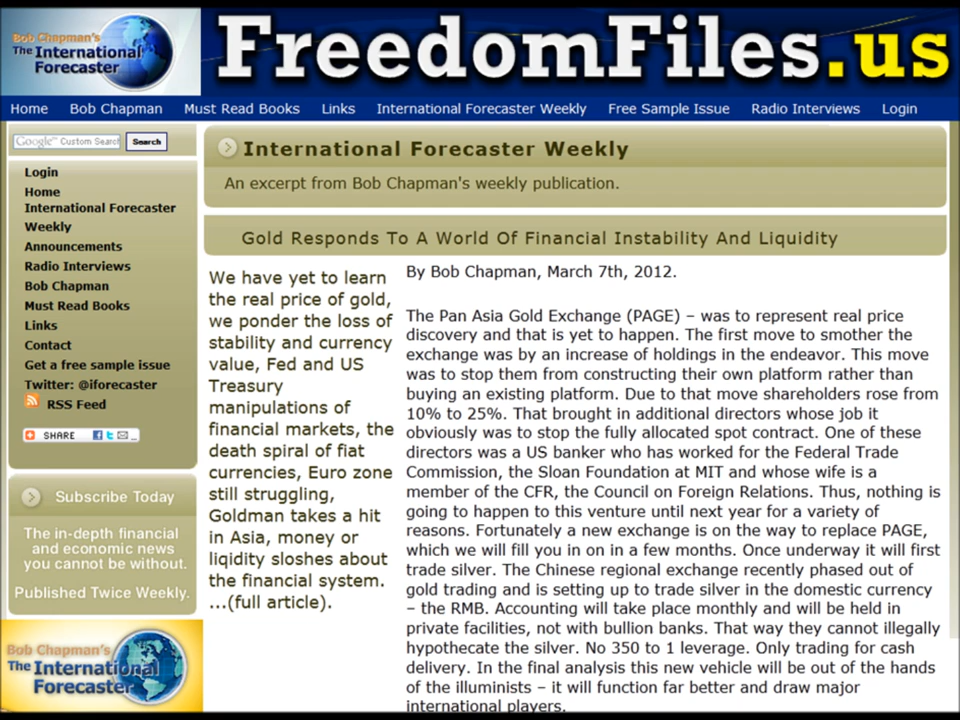 Bob Chapman's
The International
Forecaster
FreedomFiles.us
Home Bob Chapman Must Read Books Links International Forecaster Weekly Free Sample Issue Radio Interviews Login
Google™ Custom Search Search
Login
Home
International Forecaster
Weekly
Announcements
Radio Interviews
Bob Chapman
Must Read Books
Links
Contact
Get a free sample issue
Twitter: @iforecaster
RSS Feed
SHARE
Subscribe Today
The in-depth financial
and economic news
you cannot be without.
Published Twice Weekly.
Bob Chapman's
The International
Forecaster
International Forecaster Weekly
An excerpt from Bob Chapman's weekly publication.
Gold Responds To A World Of Financial Instability And Liquidity
We have yet to learn
the real price of gold,
we ponder the loss of
stability and currency
value, Fed and US
Treasury
manipulations of
financial markets, the
death spiral of fiat
currencies, Euro zone
still struggling,
Goldman takes a hit
in Asia, money or
liqidity sloshes about
the financial system.
...(full article).
By Bob Chapman, March 7th, 2012.
The Pan Asia Gold Exchange (PAGE) – was to represent real price
discovery and that is yet to happen. The first move to smother the
exchange was by an increase of holdings in the endeavor. This move
was to stop them from constructing their own platform rather than
buying an existing platform. Due to that move shareholders rose from
10% to 25%. That brought in additional directors whose job it
obviously was to stop the fully allocated spot contract. One of these
directors was a US banker who has worked for the Federal Trade
Commission, the Sloan Foundation at MIT and whose wife is a
member of the CFR, the Council on Foreign Relations. Thus, nothing is
going to happen to this venture until next year for a variety of
reasons. Fortunately a new exchange is on the way to replace PAGE,
which we will fill you in on in a few months. Once underway it will first
trade silver. The Chinese regional exchange recently phased out of
gold trading and is setting up to trade silver in the domestic currency
– the RMB. Accounting will take place monthly and will be held in
private facilities, not with bullion banks. That way they cannot illegally
hypothecate the silver. No 350 to 1 leverage. Only trading for cash
delivery. In the final analysis this new vehicle will be out of the hands
of the illuminists – it will function far better and draw major
international players.